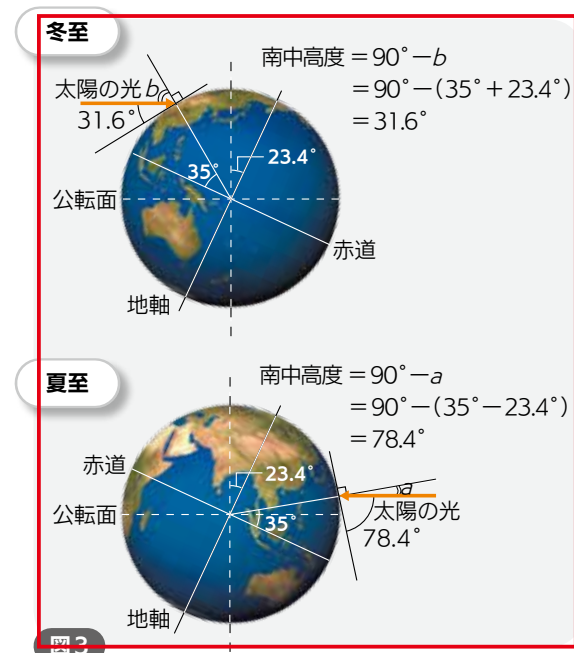 冬至
南中高度＝90°－b
＝90°－(35°＋23.4°)
＝31.6°
太陽の光 b
31.6°
23.4°
35°
公転面
赤道
地軸
夏至
南中高度＝90°－a
＝90°－(35°－23.4°)
＝78.4°
赤道
23.4°
a
公転面
35°
太陽の光
78.4°
地軸
図3